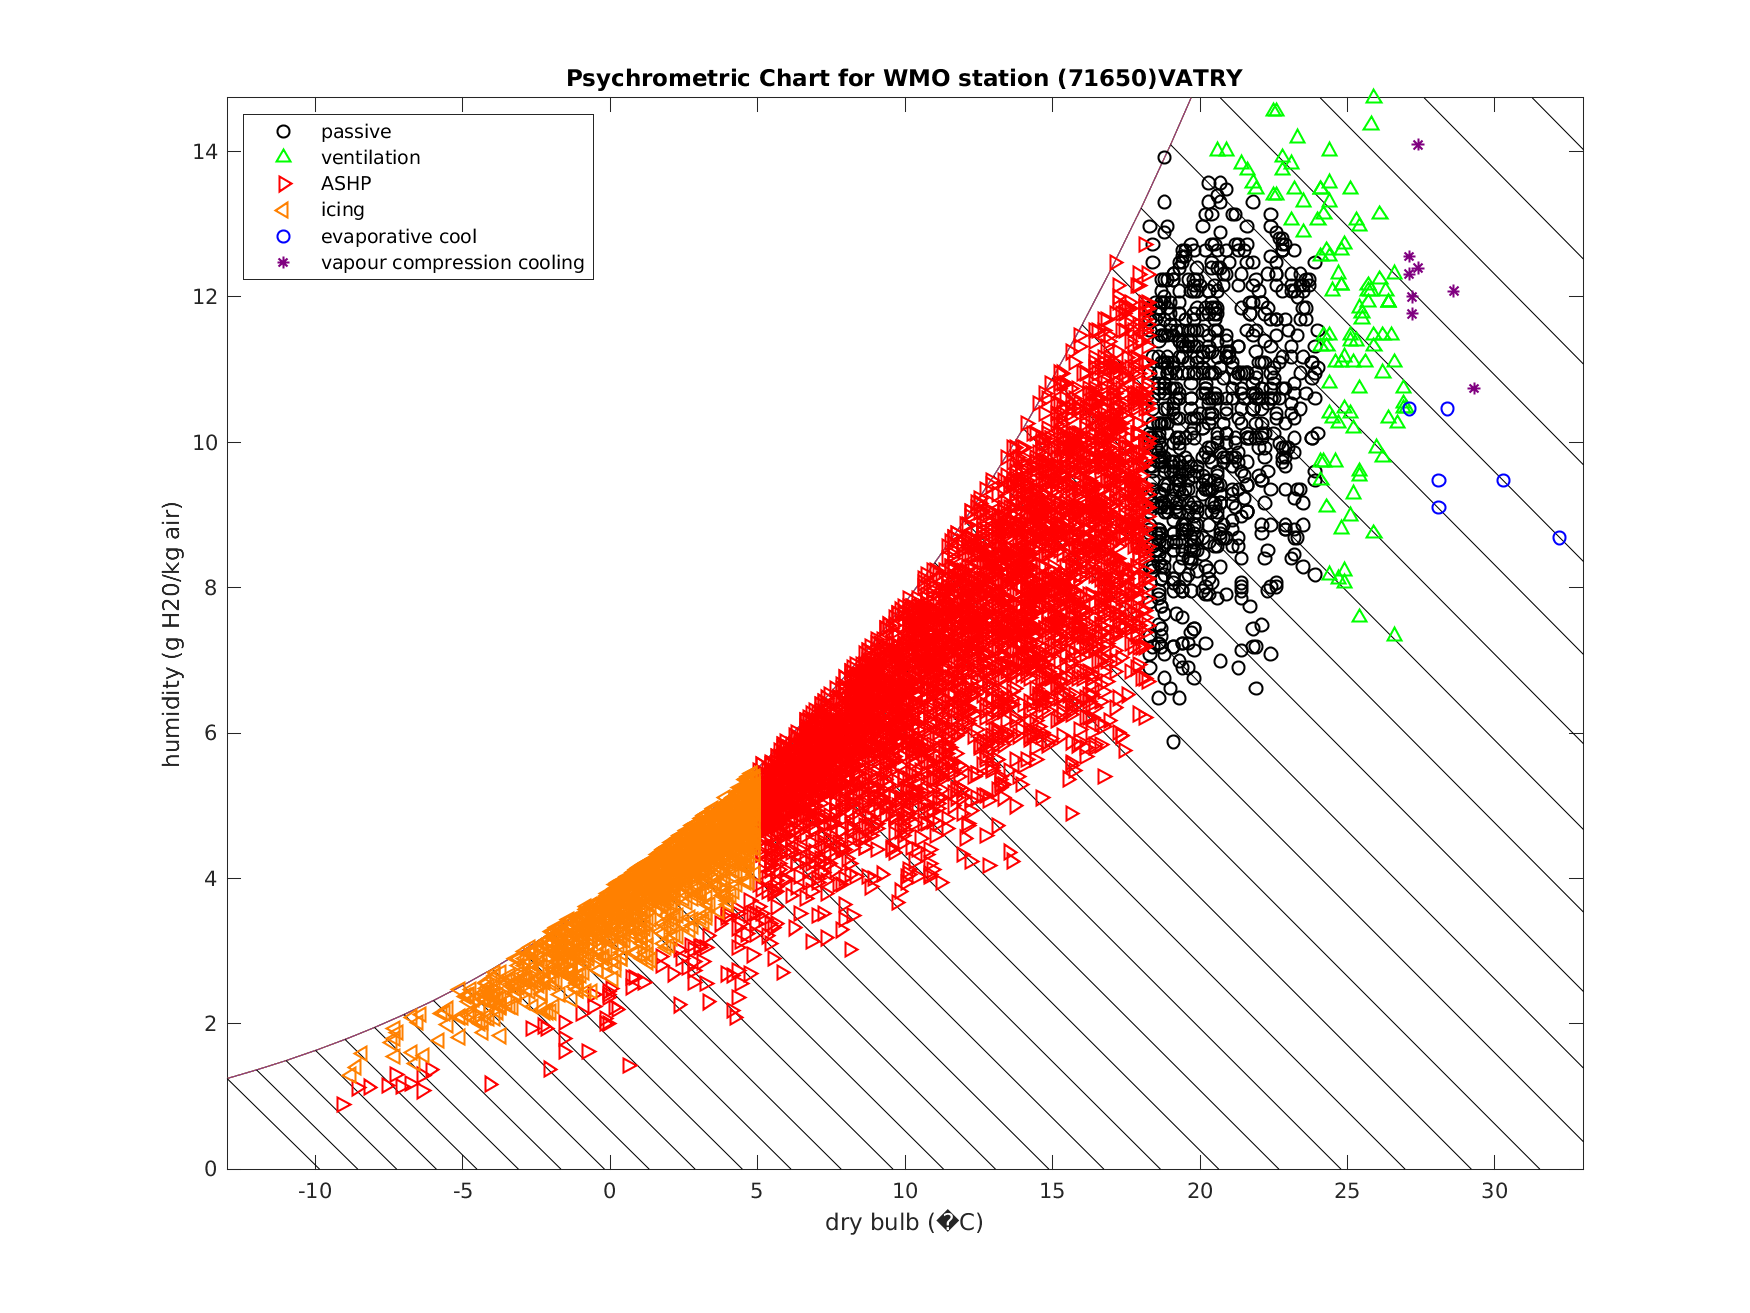 Psychrometric Chart for WMO station (71650)VATRY
passive
ventilation
ASHP
icing
evaporative cool
vapour compression cooling
humidity (g H20/kg air)
14
12
10
8
6
4
2
0
-10 -5 0 5 10 15 20 25 30
dry bulb (�C)